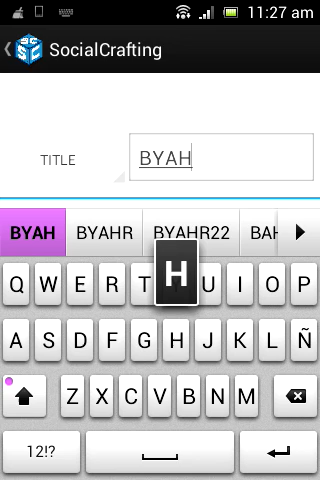 11:27 am
SocialCrafting
TITLE
BYAH
BYAH BYAHR BYAHR22 BAH
H
Q W E R T U I O P
A S D F G H J K L Ñ
Z X C V B N M
12!?